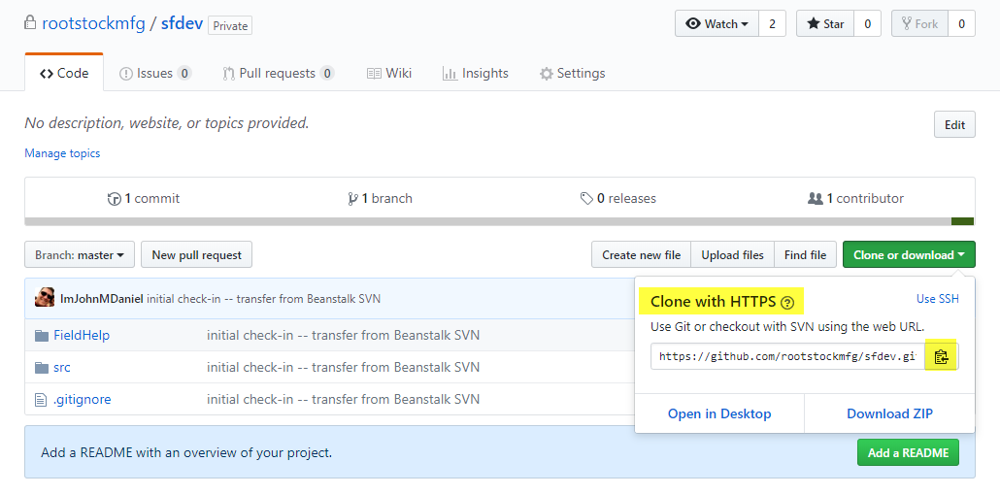 rootstockmfg / sfdev Private
Watch 2 Star 0 Fork 0
Code Issues 0 Pull requests 0 Wiki Insights Settings
No description, website, or topics provided.
Edit
Manage topics
1 commit 1 branch 0 releases 1 contributor
Branch: master New pull request Create new file Upload files Find file Clone or download
ImJohnMDaniel initial check-in -- transfer from Beanstalk SVN
FieldHelp initial check-in -- transfer from Beanstalk SVN
src initial check-in -- transfer from Beanstalk SVN
.gitignore initial check-in -- transfer from Beanstalk SVN
Clone with HTTPS ? Use SSH
Use Git or checkout with SVN using the web URL.
https://github.com/rootstockmfg/sfdev.gi
Open in Desktop Download ZIP
Add a README with an overview of your project.
Add a README